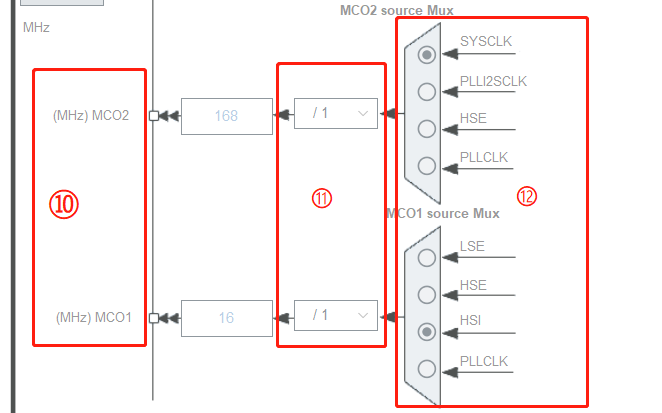 MCO2 source Mux
MHz
SYSCLK
PLLI2SCLK
(MHz) MCO2
168
/ 1
HSE
PLLCLK
⑩
⑪
⑫
MCO1 source Mux
LSE
HSE
(MHz) MCO1
16
/ 1
HSI
PLLCLK